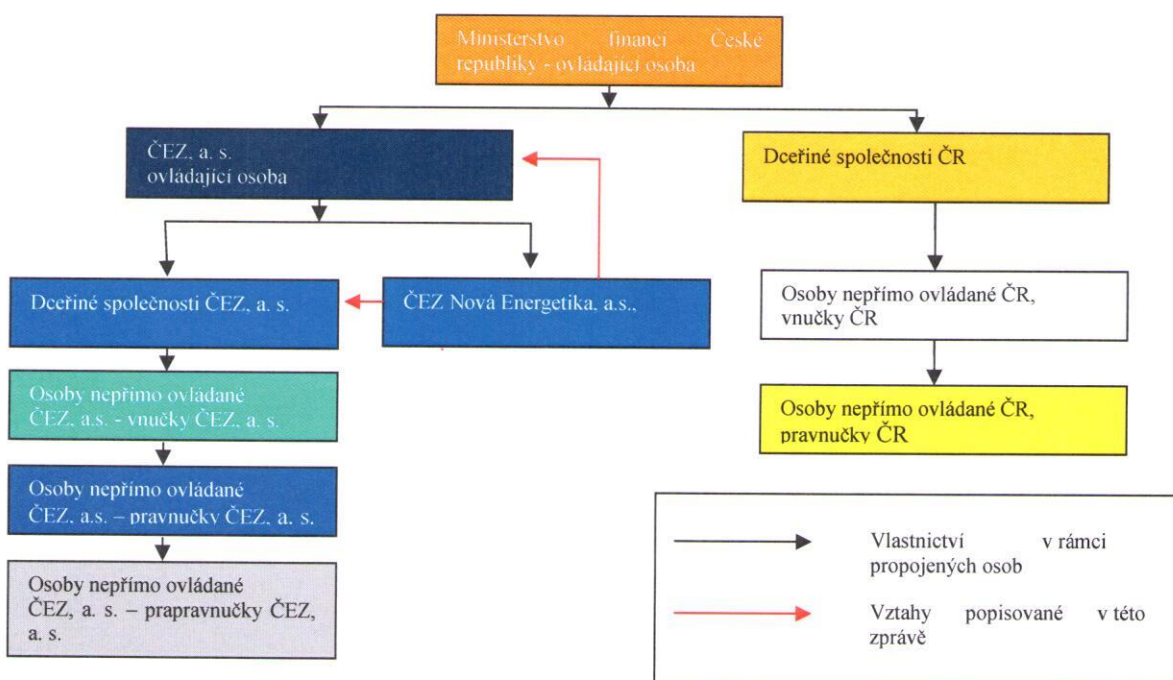 Ministerstvo financí České
republiky - ovládající osoba
ČEZ, a. s.
ovládající osoba
Dceřiné společnosti ČR
Dceřiné společnosti ČEZ, a. s.
ČEZ Nová Energetika, a.s.,
Osoby nepřímo ovládané ČR,
vnučky ČR
Osoby nepřímo ovládané
ČEZ, a.s. - vnučky ČEZ, a. s.
Osoby nepřímo ovládané ČR,
pravnučky ČR
Osoby nepřímo ovládané
ČEZ, a.s. – pravnučky ČEZ, a. s.
Osoby nepřímo ovládané
ČEZ, a. s. – prapravnučky ČEZ,
a. s.
Vlastnictví v rámci
propojených osob
Vztahy popisované v této
zprávě